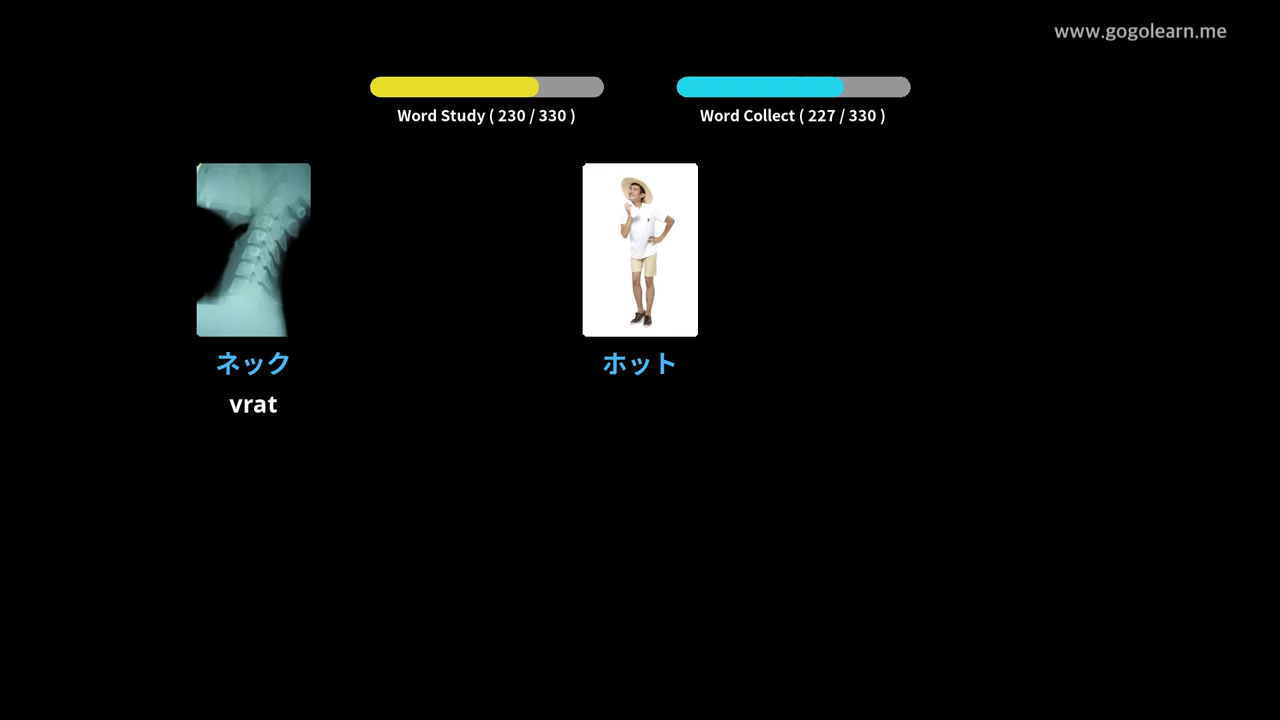 www.gogolearn.me
Word Study ( 230 / 330 )
Word Collect ( 227 / 330 )
ネック
ホット
vrat